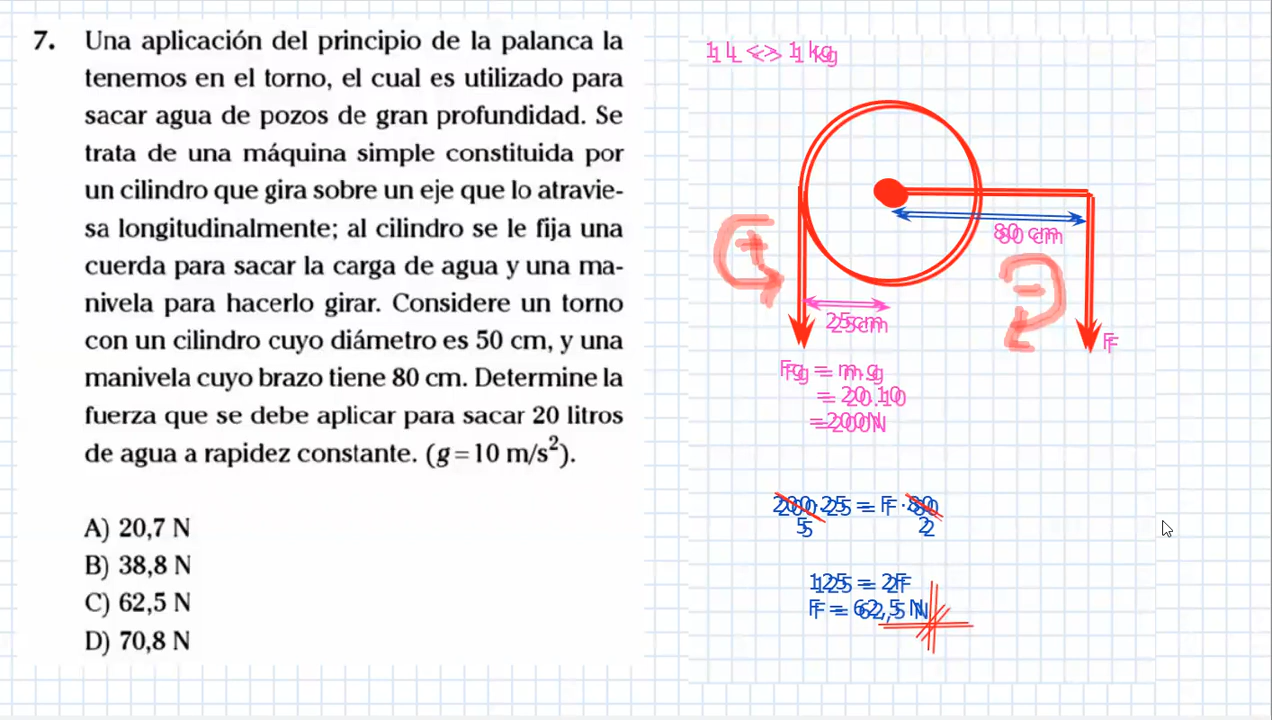 7. Una aplicación del principio de la palanca la
tenemos en el torno, el cual es utilizado para
sacar agua de pozos de gran profundidad. Se
trata de una máquina simple constituida por
un cilindro que gira sobre un eje que lo atravie-
sa longitudinalmente; al cilindro se le fija una
cuerda para sacar la carga de agua y una ma-
nivela para hacerlo girar. Considere un torno
con un cilindro cuyo diámetro es 50 cm, y una
manivela cuyo brazo tiene 80 cm. Determine la
fuerza que se debe aplicar para sacar 20 litros
de agua a rapidez constante. (g=10 m/s²).
A) 20,7 N
B) 38,8 N
C) 62,5 N
D) 70,8 N
1 L <> 1 kg
80 cm
+
-
25cm
F
Fg = m.g
= 20.10
=200N
200.25 = F.80
5 2
125 = 2F
F = 62,5 N